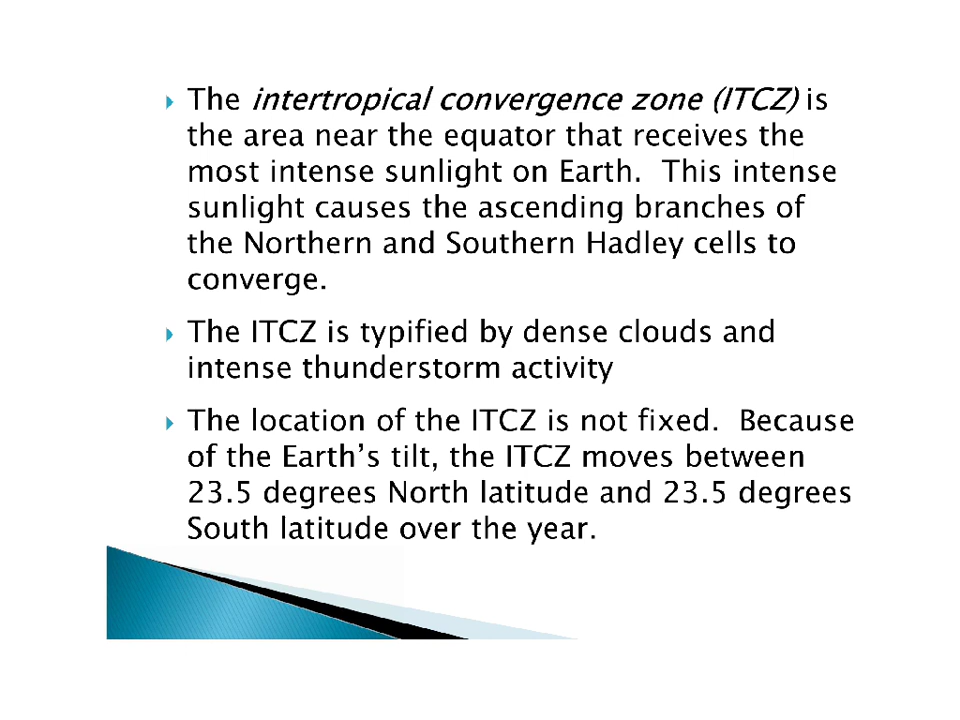 The intertropical convergence zone (ITCZ) is
the area near the equator that receives the
most intense sunlight on Earth.  This intense
sunlight causes the ascending branches of
the Northern and Southern Hadley cells to
converge.
The ITCZ is typified by dense clouds and
intense thunderstorm activity
The location of the ITCZ is not fixed.  Because
of the Earth’s tilt, the ITCZ moves between
23.5 degrees North latitude and 23.5 degrees
South latitude over the year.